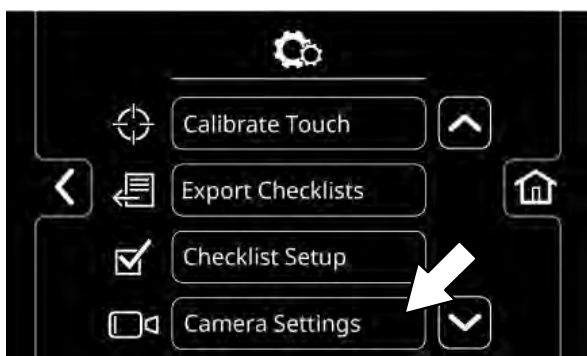 Calibrate Touch
Export Checklists
Checklist Setup
Camera Settings